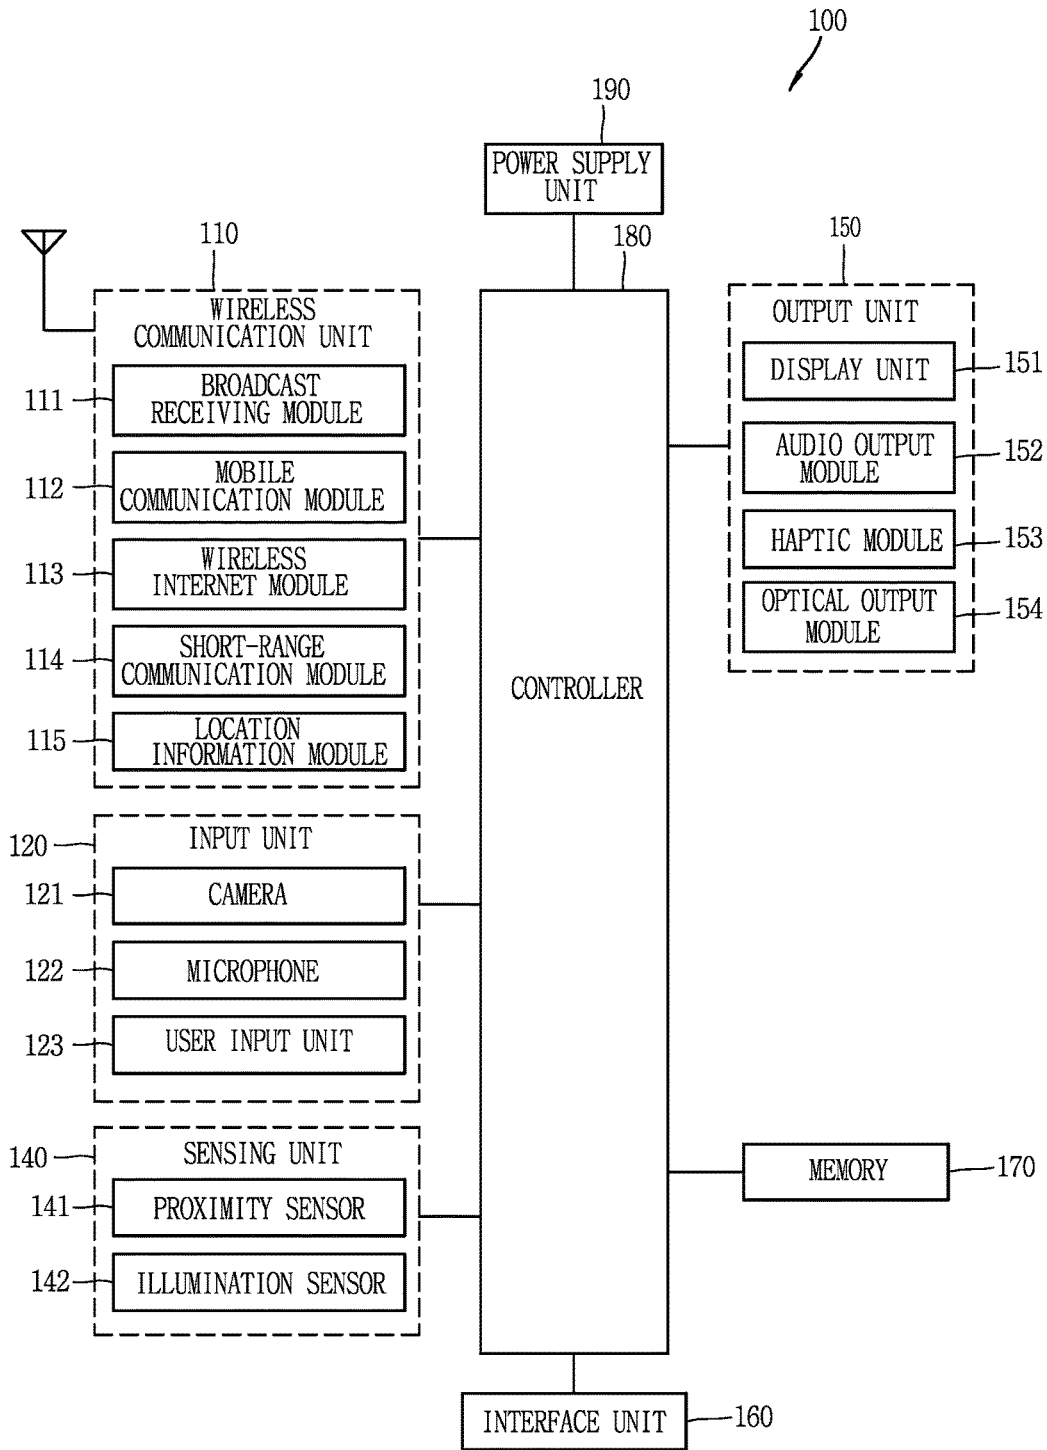 100
190
POWER SUPPLY
UNIT
110
180
150
WIRELESS
COMMUNICATION UNIT
111
BROADCAST
RECEIVING MODULE
112
MOBILE
COMMUNICATION MODULE
113
WIRELESS
INTERNET MODULE
114
SHORT-RANGE
COMMUNICATION MODULE
115
LOCATION
INFORMATION MODULE
120
INPUT UNIT
121
CAMERA
122
MICROPHONE
123
USER INPUT UNIT
140
SENSING UNIT
141
PROXIMITY SENSOR
142
ILLUMINATION SENSOR
CONTROLLER
OUTPUT UNIT
DISPLAY UNIT
151
AUDIO OUTPUT
MODULE
152
HAPTIC MODULE
153
OPTICAL OUTPUT
MODULE
154
MEMORY
170
INTERFACE UNIT
160